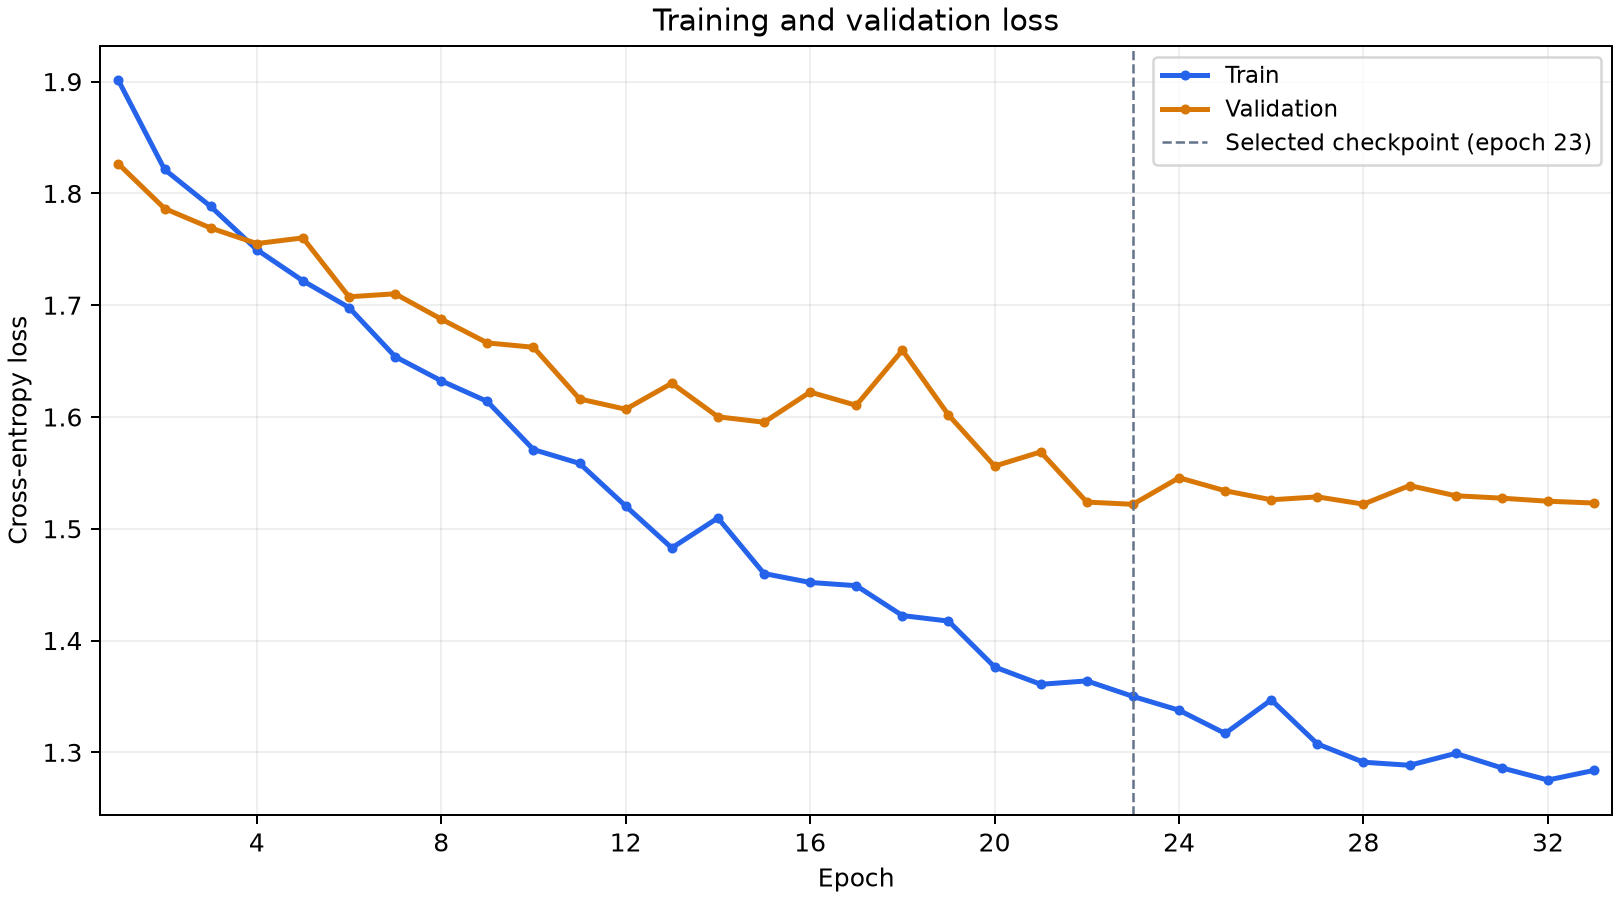 Training and validation loss
Train
Validation
Selected checkpoint (epoch 23)
Cross-entropy loss
1.9
1.8
1.7
1.6
1.5
1.4
1.3
4 8 12 16 20 24 28 32
Epoch